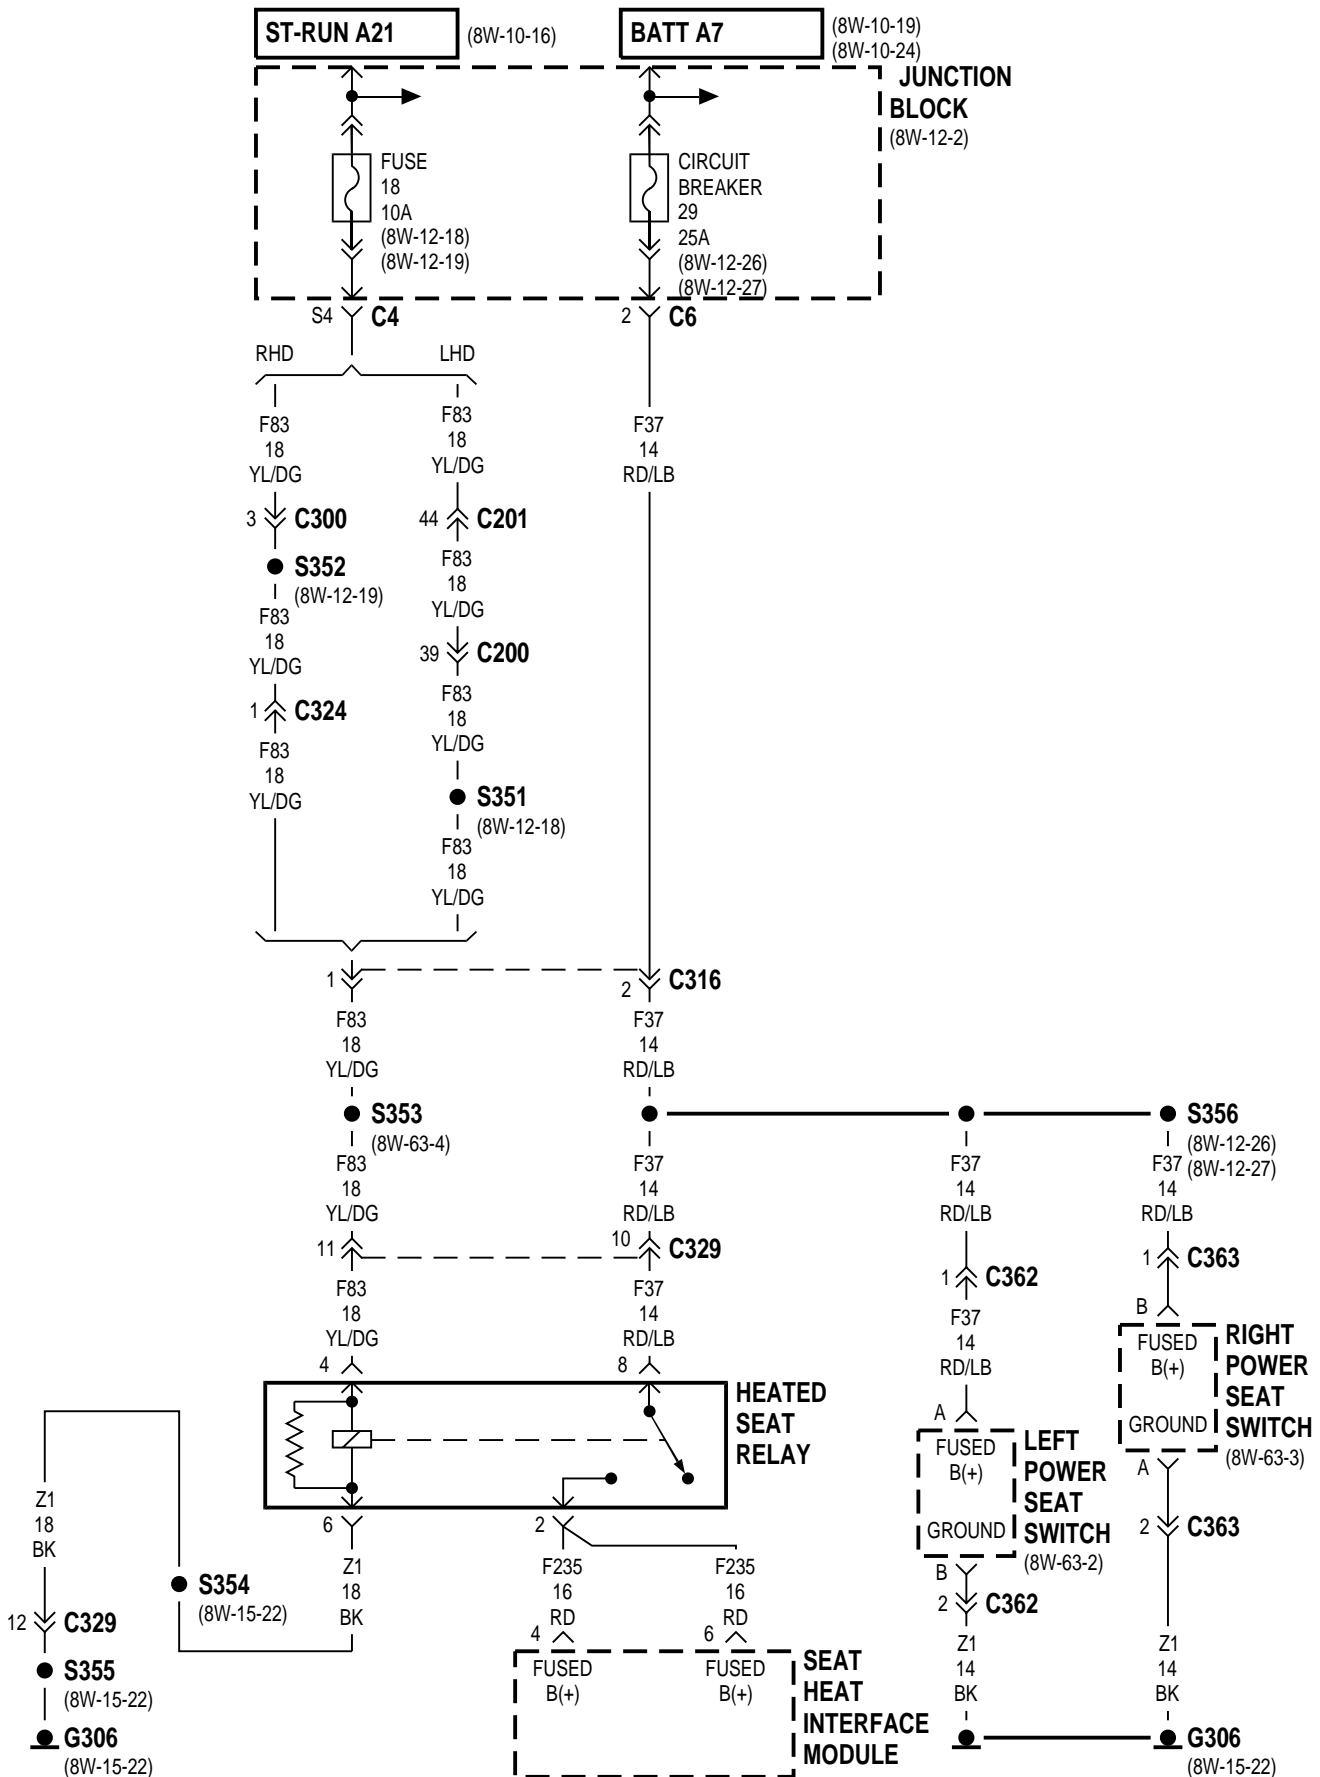 ST-RUN A21
(8W-10-16)
BATT A7
(8W-10-19)
(8W-10-24)
JUNCTION
BLOCK
(8W-12-2)
FUSE
18
10A
(8W-12-18)
(8W-12-19)
CIRCUIT
BREAKER
29
25A
(8W-12-26)
(8W-12-27)
S4
C4
2
C6
RHD
LHD
F83
18
YL/DG
F83
18
YL/DG
F37
14
RD/LB
3
C300
44
C201
S352
(8W-12-19)
F83
18
YL/DG
F83
18
YL/DG
39
C200
1
C324
F83
18
YL/DG
F83
18
YL/DG
S351
(8W-12-18)
F83
18
YL/DG
1
2
C316
F83
18
YL/DG
F37
14
RD/LB
S353
(8W-63-4)
S356
(8W-12-26)
(8W-12-27)
F83
18
YL/DG
F37
14
RD/LB
F37
14
RD/LB
F37
14
RD/LB
11
10
C329
1
C362
1
C363
F83
18
YL/DG
F37
14
RD/LB
F37
14
RD/LB
B
FUSED
B(+)
GROUND
RIGHT
POWER
SEAT
SWITCH
(8W-63-3)
A
4
8
HEATED
SEAT
RELAY
A
FUSED
B(+)
GROUND
LEFT
POWER
SEAT
SWITCH
(8W-63-2)
B
2
C363
2
C362
6
2
Z1
18
BK
Z1
18
BK
F235
16
RD
F235
16
RD
S354
(8W-15-22)
12
C329
S355
(8W-15-22)
G306
(8W-15-22)
4
6
FUSED
B(+)
FUSED
B(+)
SEAT
HEAT
INTERFACE
MODULE
Z1
14
BK
Z1
14
BK
G306
(8W-15-22)